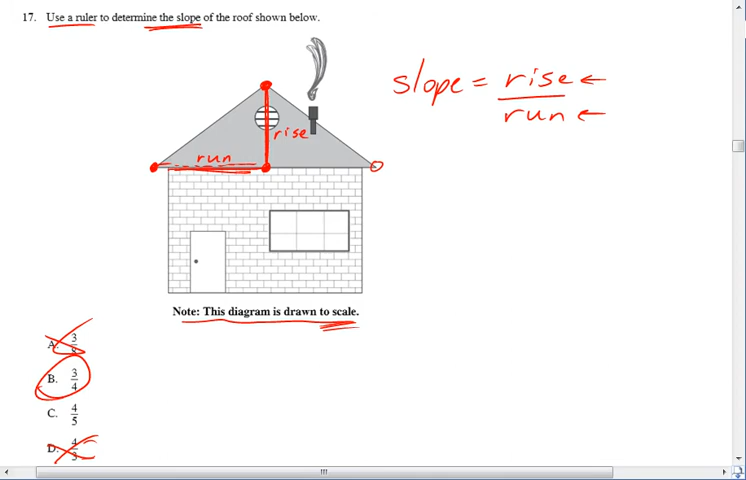 17. Use a ruler to determine the slope of the roof shown below.
slope = rise ←
run ←
rise
run
Note: This diagram is drawn to scale.
A. 3
B. 3/4
C. 4/5
D. 4/3